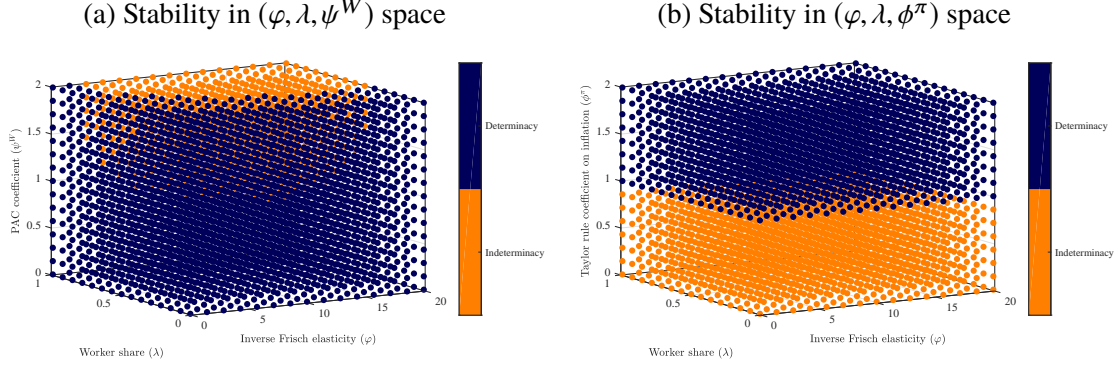 (a) Stability in (φ, λ, ψ^W) space
2
1.5
1
0.5
0
PAC coefficient (ψ^W)
1
0.5
0
Worker share (λ)
0
5
10
15
20
Inverse Frisch elasticity (φ)
Determinacy
Indeterminacy
(b) Stability in (φ, λ, ϕ^π) space
2
1.5
1
0.5
0
Taylor rule coefficient on inflation (ϕ^π)
1
0.5
0
Worker share (λ)
0
5
10
15
20
Inverse Frisch elasticity (φ)
Determinacy
Indeterminacy